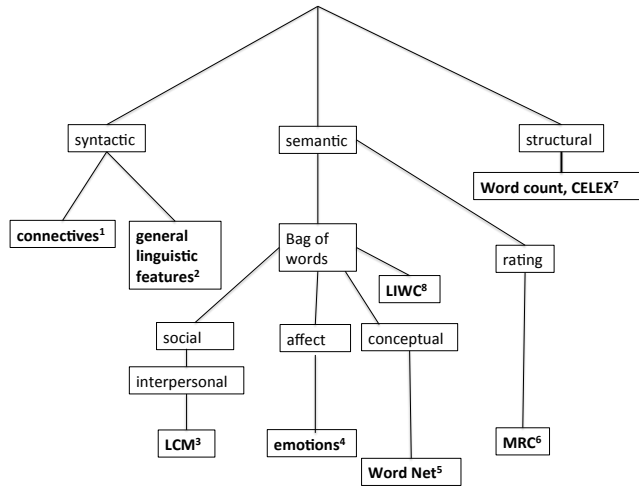 syntactic
semantic
structural
Word count, CELEX⁷
connectives¹
general
linguistic
features²
Bag of
words
rating
LIWC⁸
social
affect
conceptual
interpersonal
LCM³
emotions⁴
MRC⁶
Word Net⁵